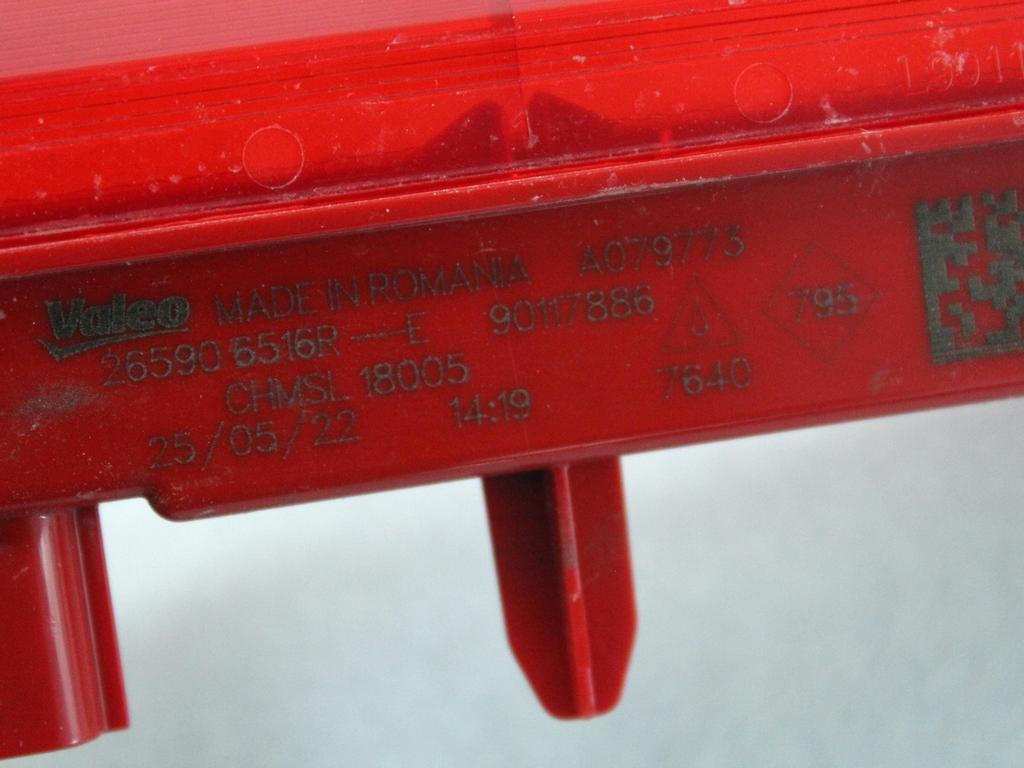 Valeo MADE IN ROMANIA A079773
26590 6516R — E 90117886 795
CHMSL 18005 7640
25/05/22 14:19